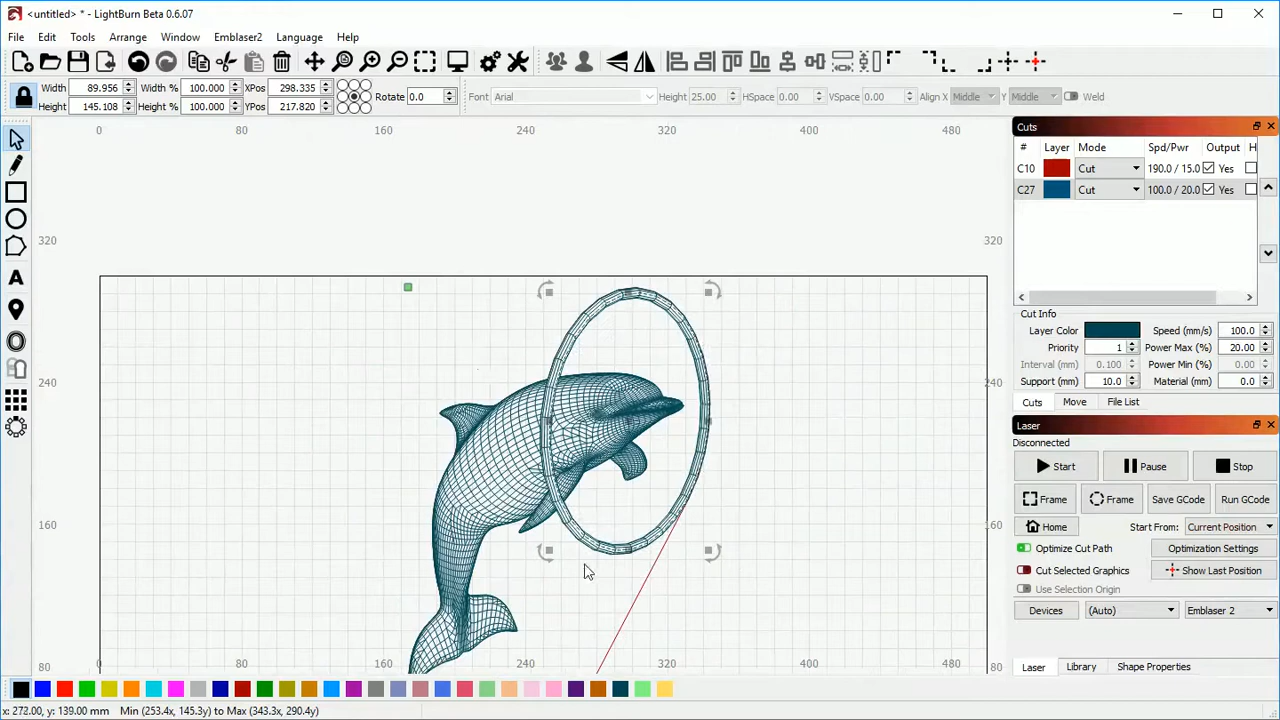 <untitled> * - LightBurn Beta 0.6.07
File Edit Tools Arrange Window Emblaser2 Language Help
Width 89.956 Width % 100.000 XPos 298.335 Rotate 0.0 Font Arial Height 25.00 HSpace 0.00 VSpace 0.00 Align X Middle Y Middle Weld
Height 145.108 Height % 100.000 YPos 217.820
0 80 160 240 320 400 480
320 320
240 240
160 160
80 0 160 240 320 400 480 80
Cuts
# Layer Mode Spd/Pwr Output H
C10 Cut 190.0 / 15.0 Yes
C27 Cut 100.0 / 20.0 Yes
Cut Info
Layer Color Speed (mm/s) 100.0
Priority 1 Power Max (%) 20.00
Interval (mm) 0.100 Power Min (%) 0.00
Support (mm) 10.0 Material (mm) 0.0
Cuts Move File List
Laser
Disconnected
Start Pause Stop
Frame Frame Save GCode Run GCode
Home Start From: Current Position
Optimize Cut Path Optimization Settings
Cut Selected Graphics Show Last Position
Use Selection Origin
Devices (Auto) Emblaser 2
Laser Library Shape Properties
x: 272.00, y: 139.00 mm Min (253.4x, 145.3y) to Max (343.3x, 290.4y)